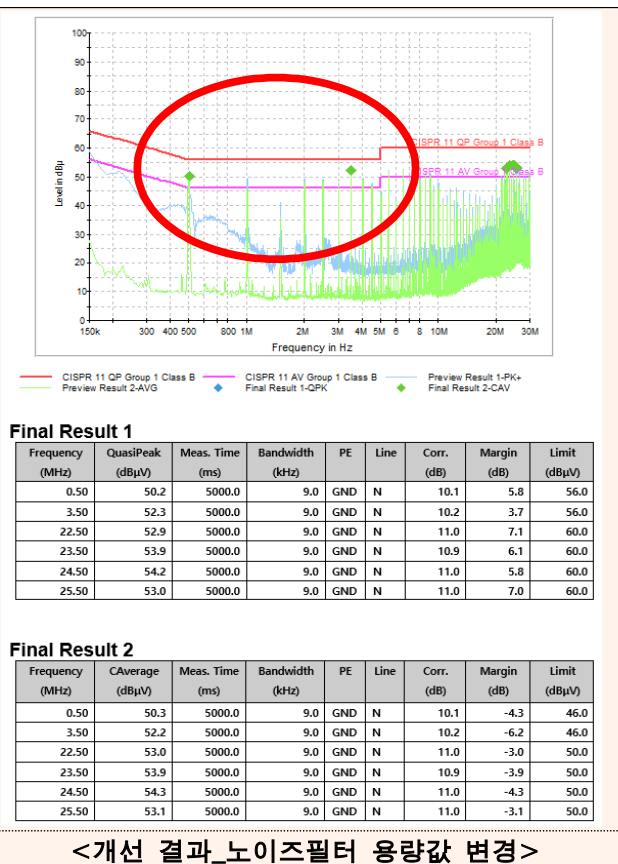 100
90
80
70
60
50
40
30
20
10
0
Level in dBµ
CISPR 11 QP Group 1 Class B
CISPR 11 AV Group 1 Class B
150k 300 400 500 800 1M 2M 3M 4M 5M 6 8 10M 20M 30M
Frequency in Hz
CISPR 11 QP Group 1 Class B CISPR 11 AV Group 1 Class B Preview Result 1-PK+
Preview Result 2-AVG Final Result 1-QPK Final Result 2-CAV
Final Result 1
Frequency QuasiPeak Meas. Time Bandwidth PE Line Corr. Margin Limit
(MHz) (dBµV) (ms) (kHz) (dB) (dB) (dBµV)
0.50 50.2 5000.0 9.0 GND N 10.1 5.8 56.0
3.50 52.3 5000.0 9.0 GND N 10.2 3.7 56.0
22.50 52.9 5000.0 9.0 GND N 11.0 7.1 60.0
23.50 53.9 5000.0 9.0 GND N 10.9 6.1 60.0
24.50 54.2 5000.0 9.0 GND N 11.0 5.8 60.0
25.50 53.0 5000.0 9.0 GND N 11.0 7.0 60.0
Final Result 2
Frequency CAverage Meas. Time Bandwidth PE Line Corr. Margin Limit
(MHz) (dBµV) (ms) (kHz) (dB) (dB) (dBµV)
0.50 50.3 5000.0 9.0 GND N 10.1 -4.3 46.0
3.50 52.2 5000.0 9.0 GND N 10.2 -6.2 46.0
22.50 53.0 5000.0 9.0 GND N 11.0 -3.0 50.0
23.50 53.9 5000.0 9.0 GND N 10.9 -3.9 50.0
24.50 54.3 5000.0 9.0 GND N 11.0 -4.3 50.0
25.50 53.1 5000.0 9.0 GND N 11.0 -3.1 50.0
<개선 결과_노이즈필터 용량값 변경>